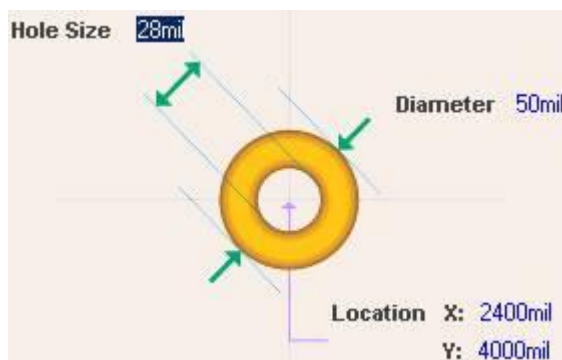 Hole Size 28mil
Diameter 50mil
Location X: 2400mil
Y: 4000mil